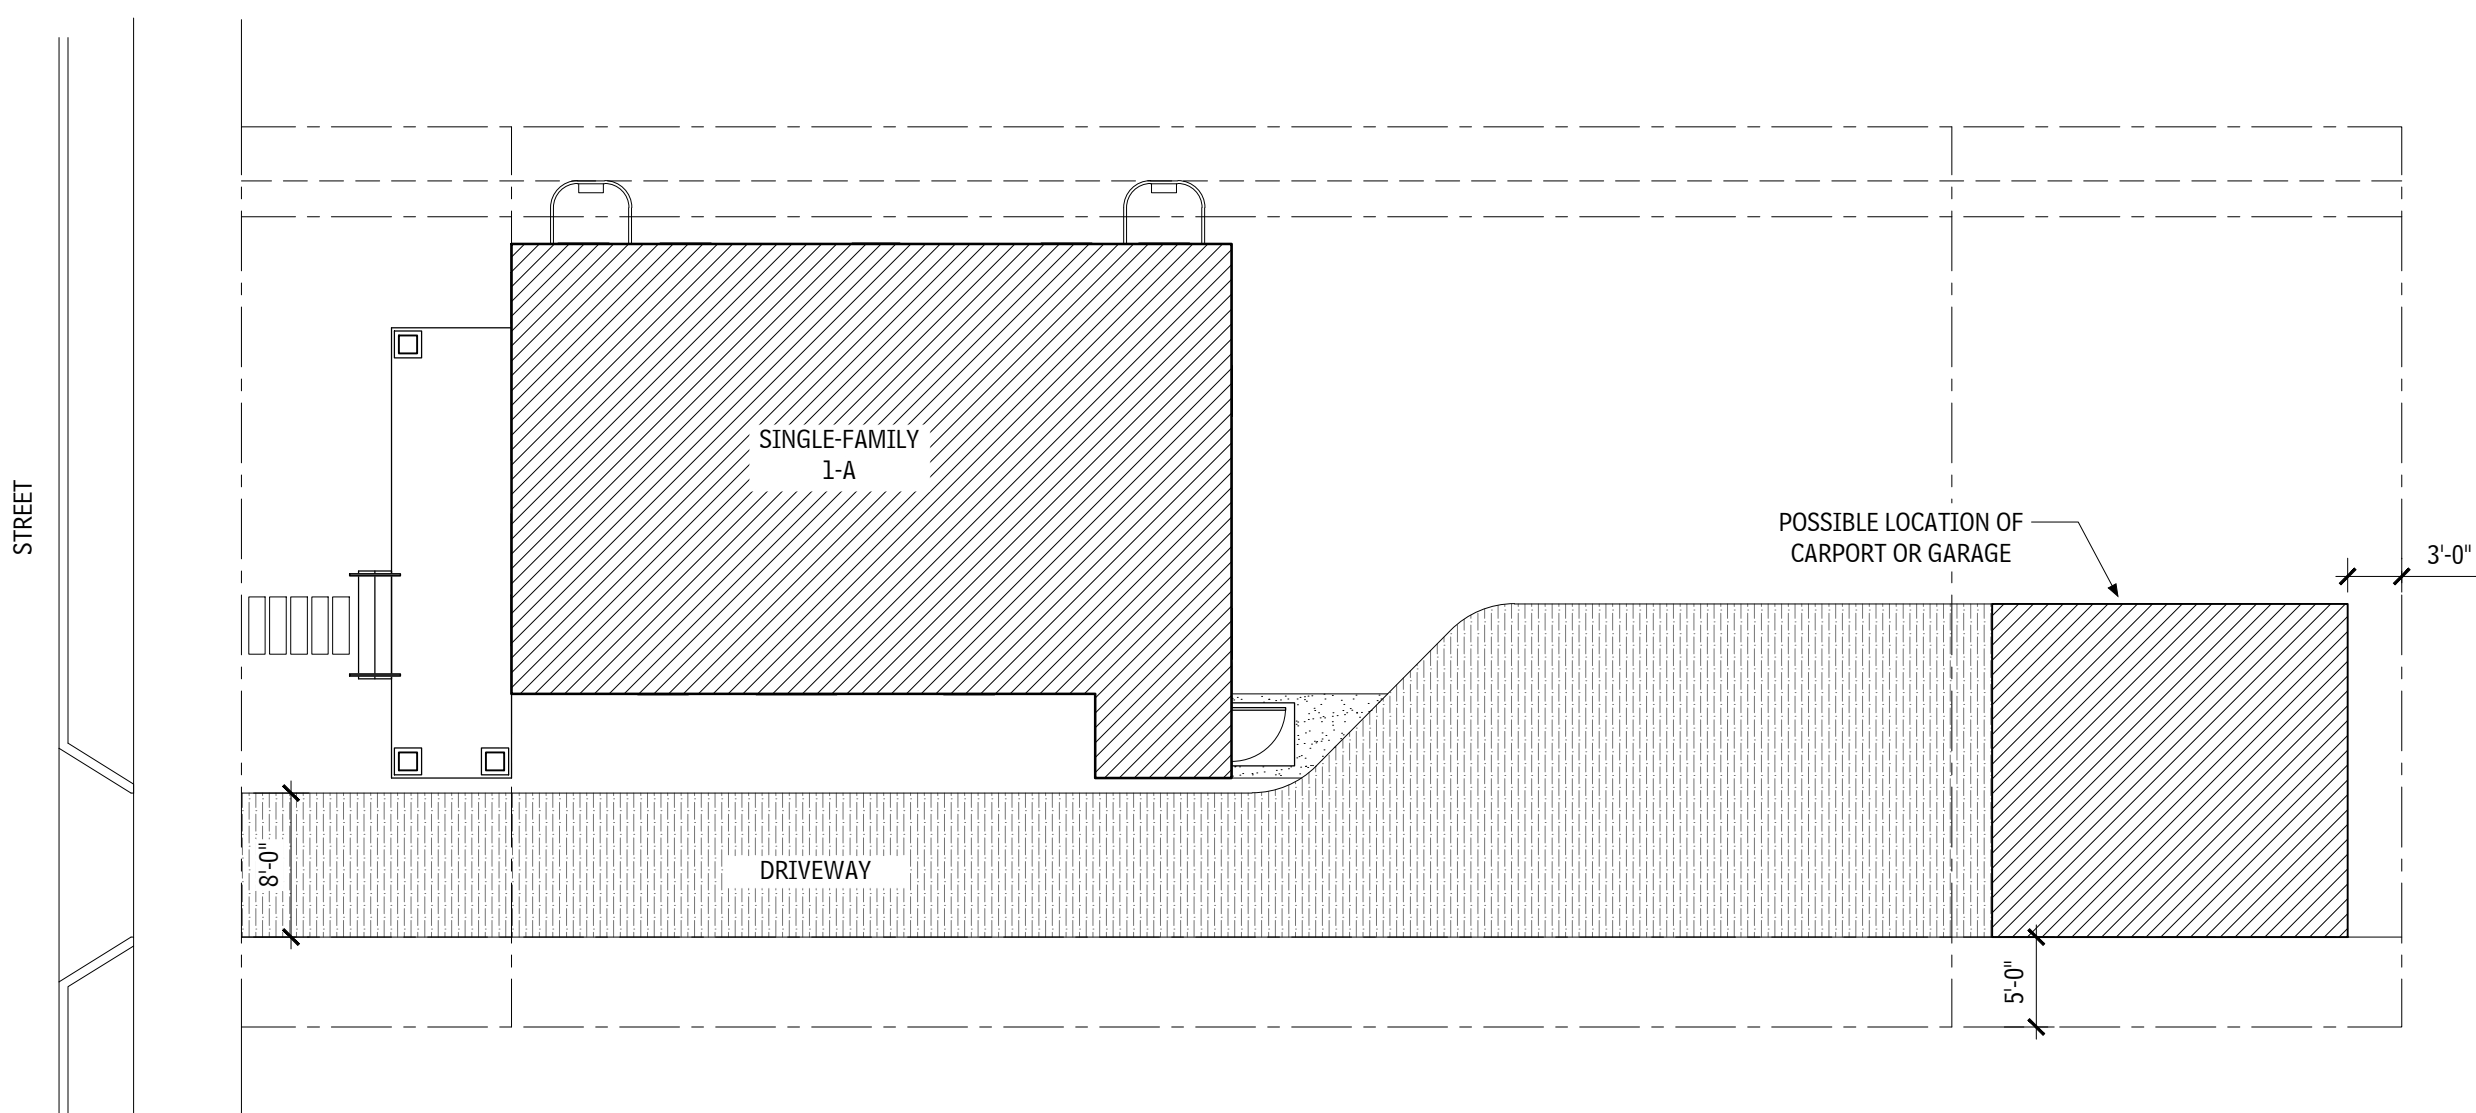 STREET
SINGLE-FAMILY
1-A
POSSIBLE LOCATION OF
CARPORT OR GARAGE
3'-0"
8'-0"
DRIVEWAY
5'-0"